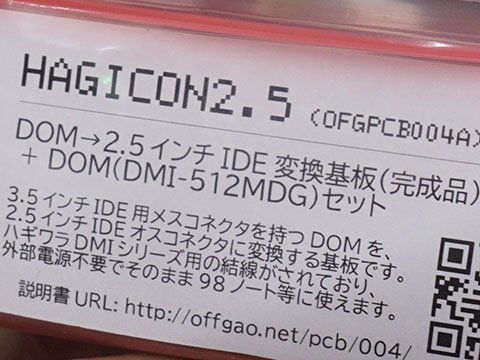 HAGICON2.5 (OFGPCB004A)
DOM→2.5インチ IDE 変換基板(完成品)
+ DOM(DMI-512MDG)セット
3.5インチ IDE 用メスコネクタを持つ DOM を、
2.5インチ IDE オスコネクタに変換する基板です。
ハギワラ DMI シリーズ用の結線がされており、
外部電源不要でそのまま 98 ノート等に使えます。
説明書 URL: http://offgao.net/pcb/004/